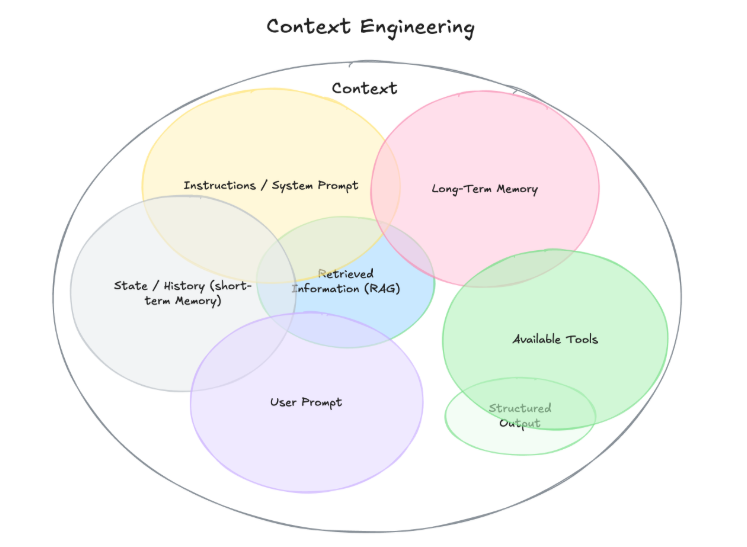 Context Engineering
Context
Instructions / System Prompt
Long-Term Memory
State / History (short-
term Memory)
Retrieved
Information (RAG)
Available Tools
User Prompt
Structured
Output